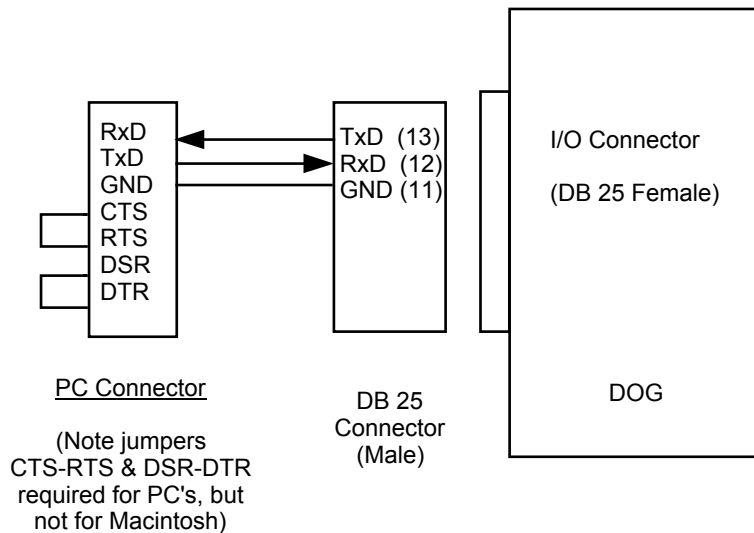 RxD
TxD
GND
CTS
RTS
DSR
DTR
TxD (13)
RxD (12)
GND (11)
I/O Connector
(DB 25 Female)
DOG
PC Connector
(Note jumpers
CTS-RTS & DSR-DTR
required for PC's, but
not for Macintosh)
DB 25
Connector
(Male)